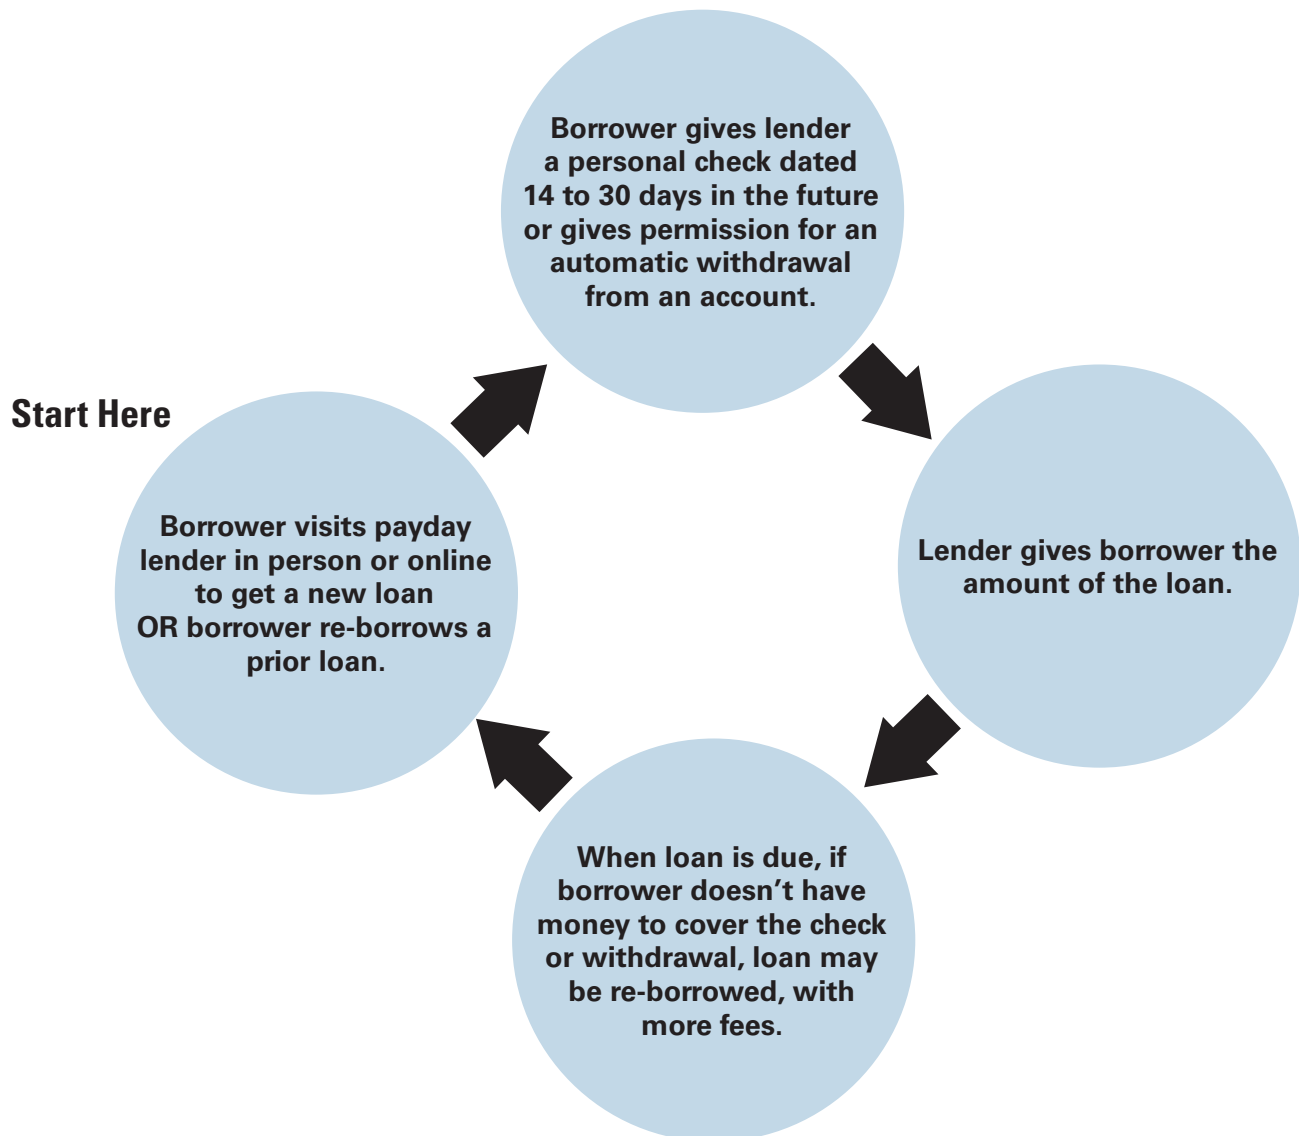 Start Here
Borrower visits payday
lender in person or online
to get a new loan
OR borrower re-borrows a
prior loan.
Borrower gives lender
a personal check dated
14 to 30 days in the future
or gives permission for an
automatic withdrawal
from an account.
Lender gives borrower the
amount of the loan.
When loan is due, if
borrower doesn’t have
money to cover the check
or withdrawal, loan may
be re-borrowed, with
more fees.